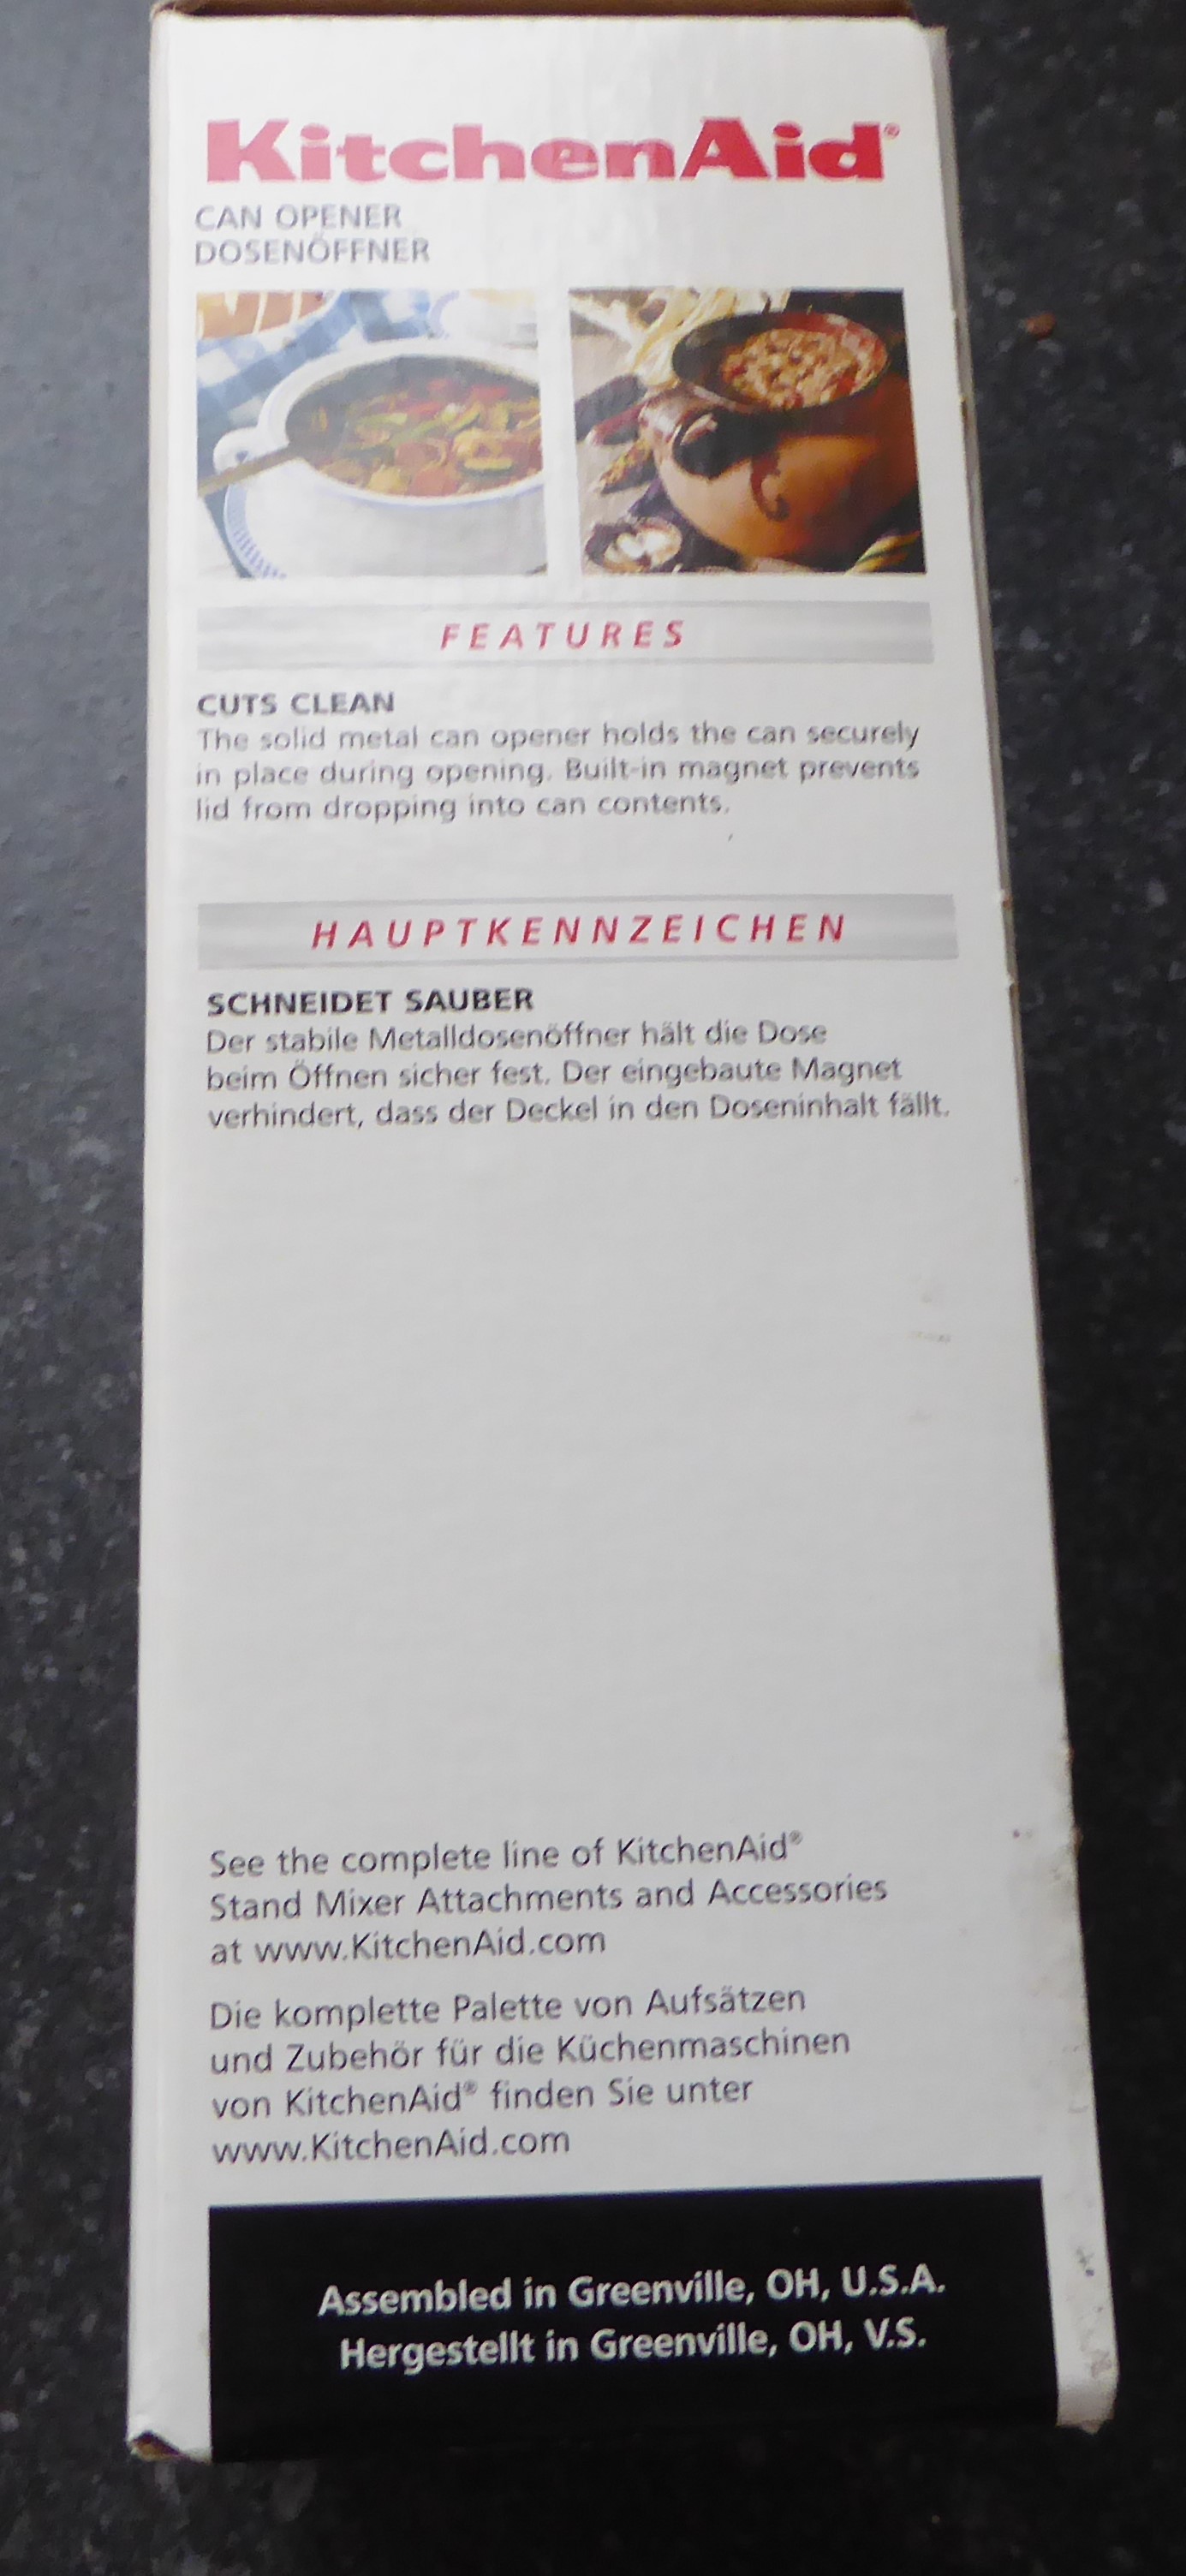 KitchenAid®
CAN OPENER
DOSENÖFFNER
FEATURES
CUTS CLEAN
The solid metal can opener holds the can securely
in place during opening. Built-in magnet prevents
lid from dropping into can contents.
HAUPTKENNZEICHEN
SCHNEIDET SAUBER
Der stabile Metalldosenöffner hält die Dose
beim Öffnen sicher fest. Der eingebaute Magnet
verhindert, dass der Deckel in den Doseninhalt fällt.
See the complete line of KitchenAid®
Stand Mixer Attachments and Accessories
at www.KitchenAid.com
Die komplette Palette von Aufsätzen
und Zubehör für die Küchenmaschinen
von KitchenAid® finden Sie unter
www.KitchenAid.com
Assembled in Greenville, OH, U.S.A.
Hergestellt in Greenville, OH, V.S.